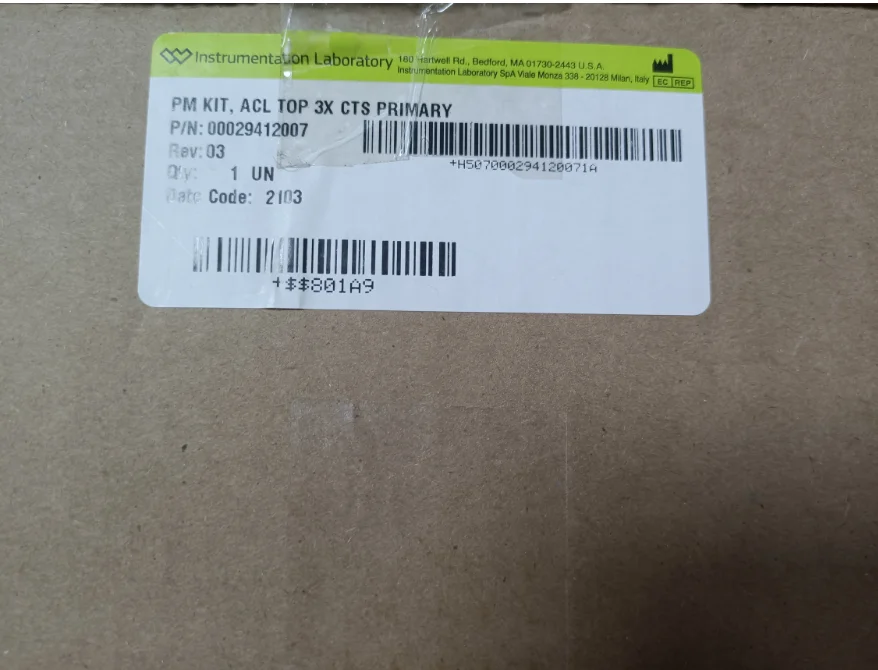 Instrumentation Laboratory
180 Hartwell Rd., Bedford, MA 01730-2443 U.S.A.
Instrumentation Laboratory SpA Viale Monza 338 - 20128 Milan, Italy
EC REP
PM KIT, ACL TOP 3X CTS PRIMARY
P/N: 00029412007
Rev: 03
Qty: 1 UN
Date Code: 2103
+H507000294120071A
+$$801A9